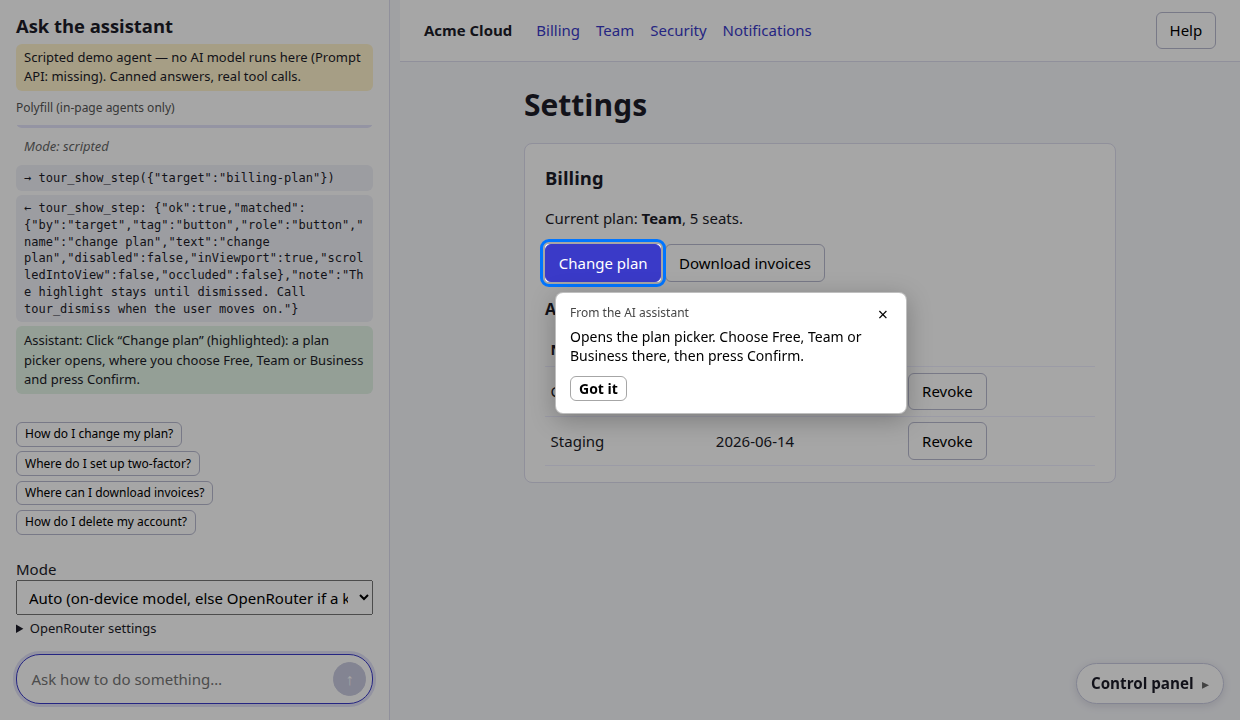 Ask the assistant
Scripted demo agent — no AI model runs here (Prompt
API: missing). Canned answers, real tool calls.
Polyfill (in-page agents only)
Mode: scripted
→ tour_show_step({"target":"billing-plan"})
← tour_show_step: {"ok":true,"matched":
{"by":"target","tag":"button","role":"button","
name":"change plan","text":"change
plan","disabled":false,"inViewport":true,"scrol
ledIntoView":false,"occluded":false},"note":"Th
e highlight stays until dismissed. Call
tour_dismiss when the user moves on."}
Assistant: Click “Change plan” (highlighted): a plan
picker opens, where you choose Free, Team or Business
and press Confirm.
How do I change my plan?
Where do I set up two-factor?
Where can I download invoices?
How do I delete my account?
Mode
Auto (on-device model, else OpenRouter if a k
OpenRouter settings
Ask how to do something...
↑
Acme Cloud Billing Team Security Notifications Help
Settings
Billing
Current plan: Team, 5 seats.
Change plan Download invoices
From the AI assistant ×
Opens the plan picker. Choose Free, Team or
Business there, then press Confirm.
Got it
Revoke
Staging 2026-06-14 Revoke
Control panel ▸